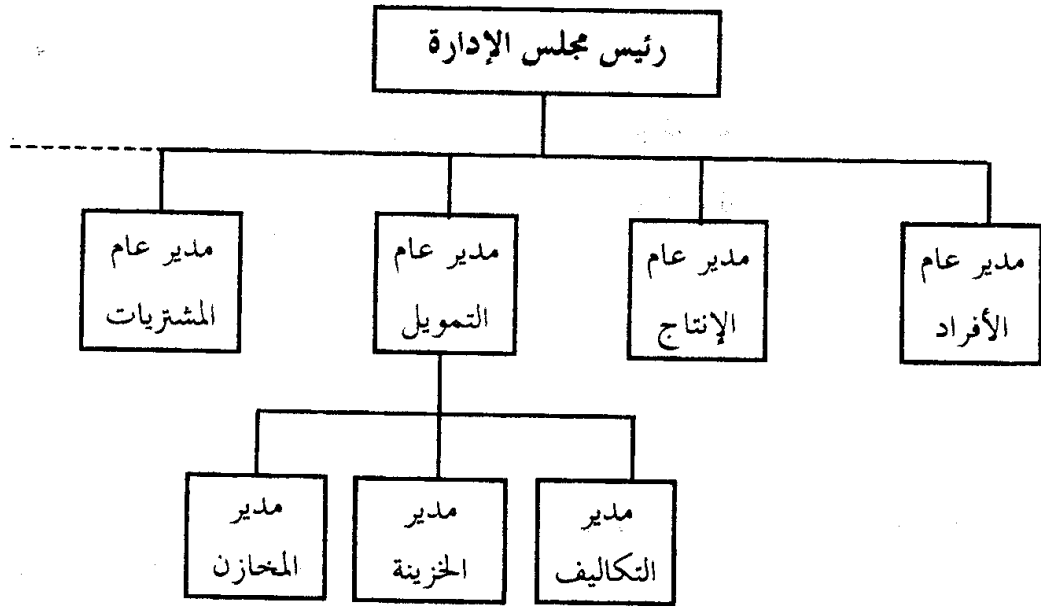 رئيس مجلس الإدارة
مدير عام
الأفراد
مدير عام
الإنتاج
مدير عام
التمويل
مدير عام
المشتريات
مدير
التكاليف
مدير
الخزينة
مدير
المخازن